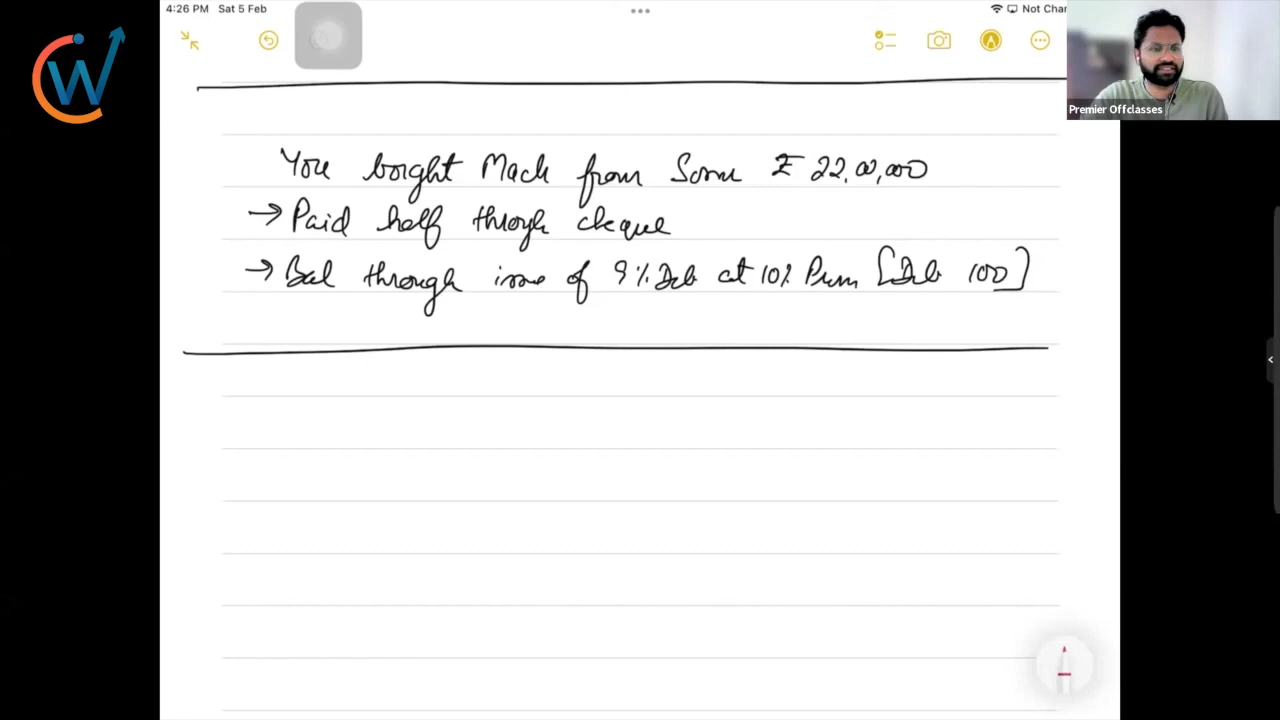 4:26 PM Sat 5 Feb
Not Char
W
Premier Offclasses
You bought Mach from Sonu ₹ 22,00,000
→ Paid half through cheque
→ Bal through issue of 9% Deb at 10% Prem [Deb 100]